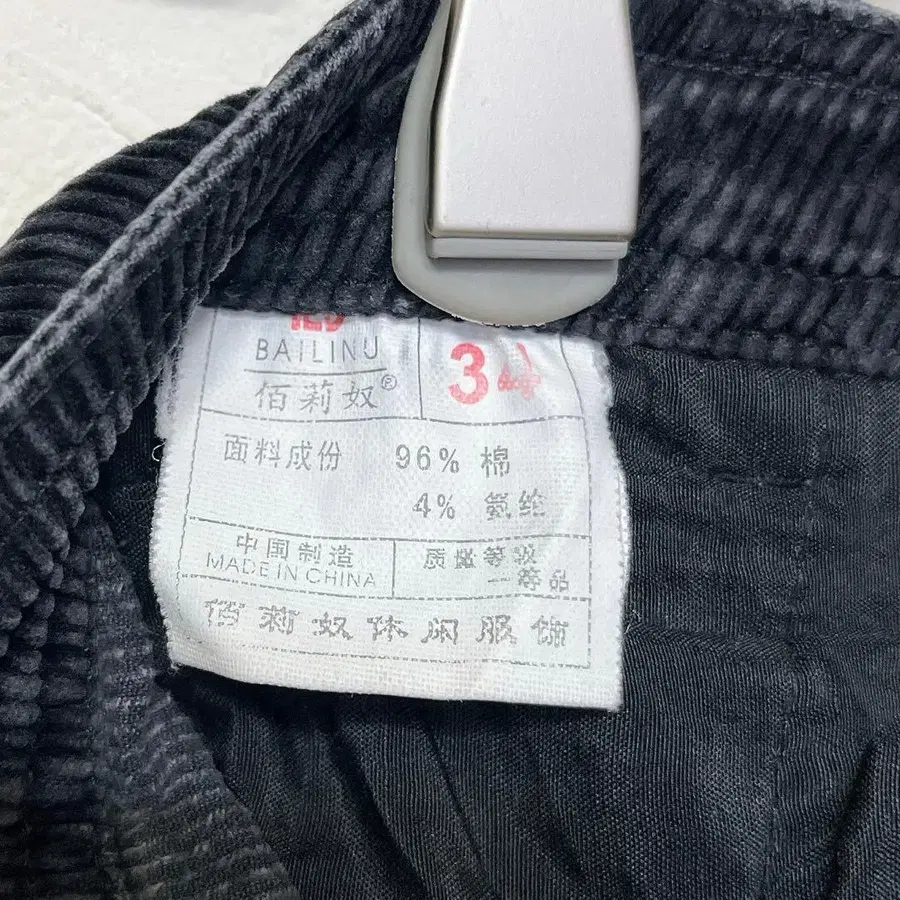 BAILINU
佰莉奴®
34
面料成份 96% 棉
4% 氨纶
中国制造
MADE IN CHINA
质量等级
一等品
佰莉奴休闲服饰